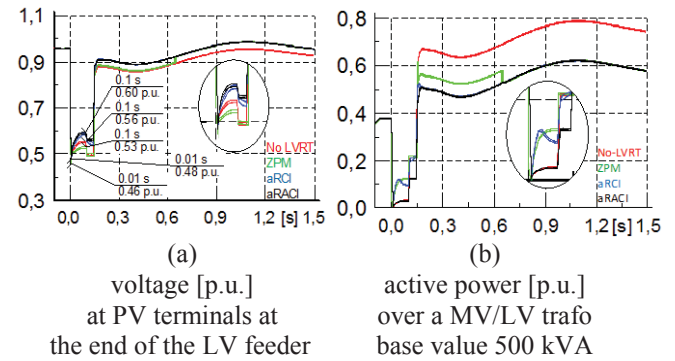 1,1
0,9
0,7
0,5
0,3
0.1 s
0.60 p.u.
0.1 s
0.56 p.u.
0.1 s
0.53 p.u.
0.01 s
0.48 p.u.
0.01 s
0.46 p.u.
No LVRT
ZPM
aRCI
aRACI
0,0 0,3 0,6 0,9 1,2 [s] 1,5
(a)
voltage [p.u.]
at PV terminals at
the end of the LV feeder
0,8
0,6
0,4
0,2
0,0
No-LVRT
ZPM
aRCI
aRACI
0,0 0,3 0,6 0,9 1,2 [s] 1,5
(b)
active power [p.u.]
over a MV/LV trafo
base value 500 kVA